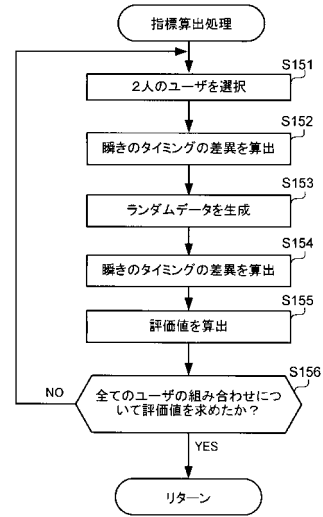 指標算出処理
S151
2人のユーザを選択
S152
瞬きのタイミングの差異を算出
S153
ランダムデータを生成
S154
瞬きのタイミングの差異を算出
S155
評価値を算出
S156
全てのユーザの組み合わせにつ
いて評価値を求めたか?
NO
YES
リターン